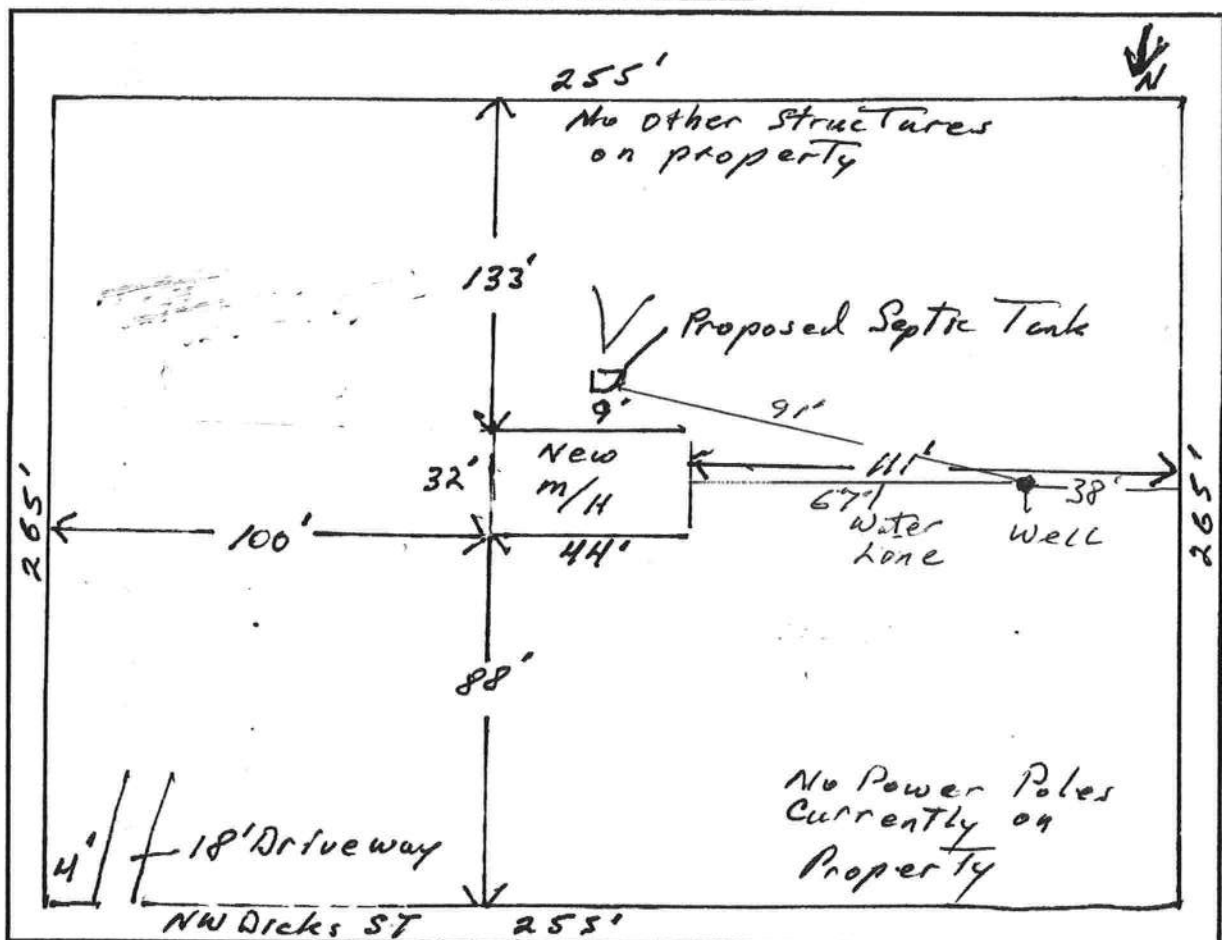 N
255'
No other Structures
on property
133'
Proposed Septic Tank
9'
91'
New
m/H
32'
111'
67'
38'
Water
Lone
Well
265'
265'
100'
44'
88'
No Power Poles
Currently on
Property
4'
18' Driveway
NW Dicks ST
255'